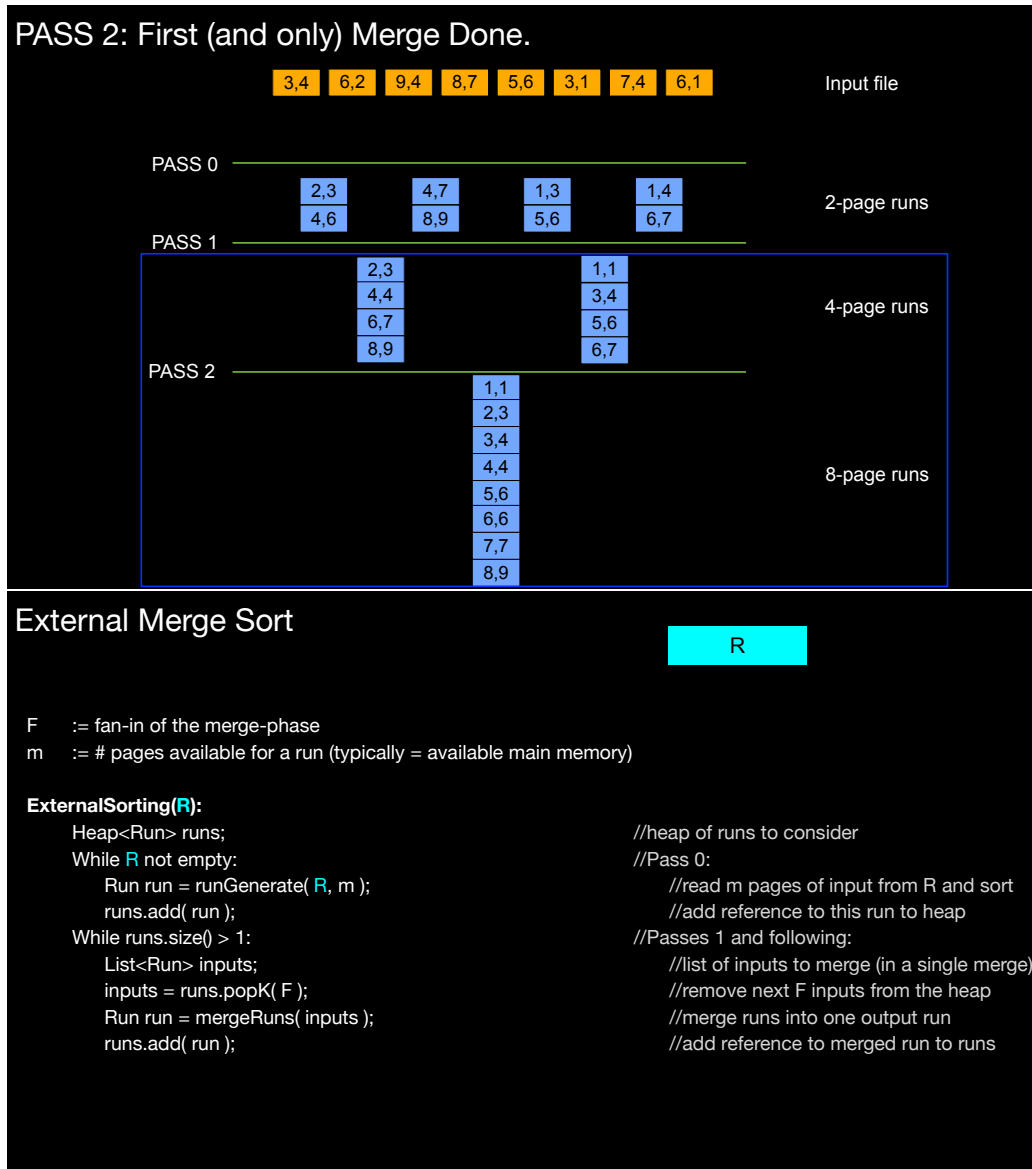 PASS 2: First (and only) Merge Done.
3,4 6,2 9,4 8,7 5,6 3,1 7,4 6,1 Input file
PASS 0
2,3 4,7 1,3 1,4
4,6 8,9 5,6 6,7
2-page runs
PASS 1
2,3 1,1
4,4 3,4
6,7 5,6
8,9 6,7
4-page runs
PASS 2
1,1
2,3
3,4
4,4
5,6
6,6
7,7
8,9
8-page runs
External Merge Sort
R
F := fan-in of the merge-phase
m := # pages available for a run (typically = available main memory)
ExternalSorting(R):
Heap<Run> runs; //heap of runs to consider
While R not empty: //Pass 0:
Run run = runGenerate( R, m ); //read m pages of input from R and sort
runs.add( run ); //add reference to this run to heap
While runs.size() > 1: //Passes 1 and following:
List<Run> inputs; //list of inputs to merge (in a single merge)
inputs = runs.popK( F ); //remove next F inputs from the heap
Run run = mergeRuns( inputs ); //merge runs into one output run
runs.add( run ); //add reference to merged run to runs